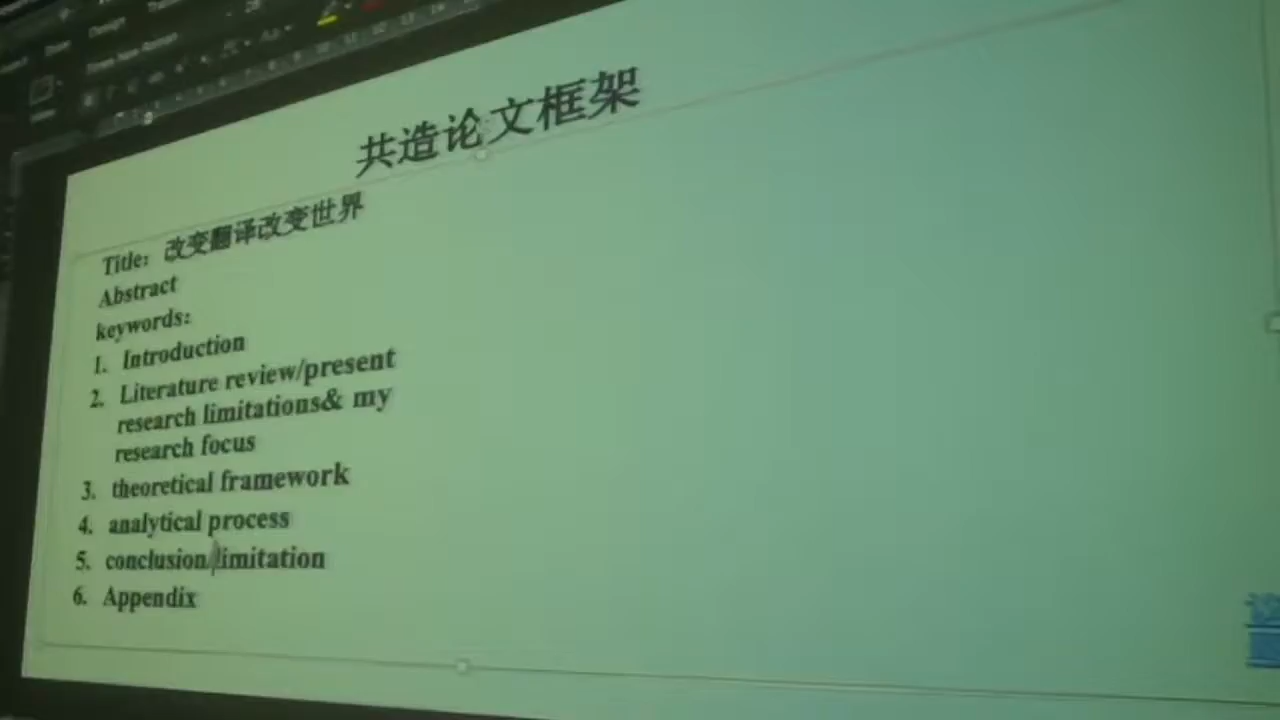 共造论文框架
Title: 改变翻译改变世界
Abstract
keywords:
1. Introduction
2. Literature review/present
research limitations& my
research focus
3. theoretical framework
4. analytical process
5. conclusion/limitation
6. Appendix